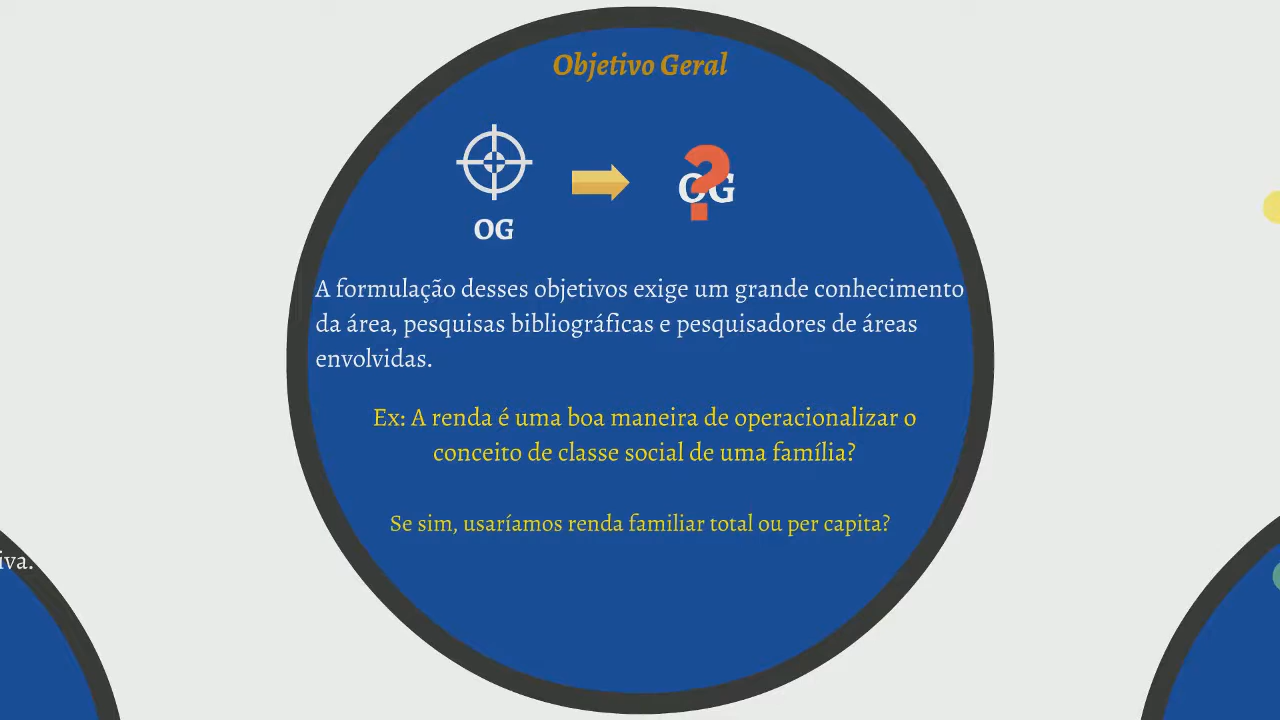 Objetivo Geral
OG
OG
?
A formulação desses objetivos exige um grande conhecimento
da área, pesquisas bibliográficas e pesquisadores de áreas
envolvidas.
Ex: A renda é uma boa maneira de operacionalizar o
conceito de classe social de uma família?
Se sim, usaríamos renda familiar total ou per capita?
iva.